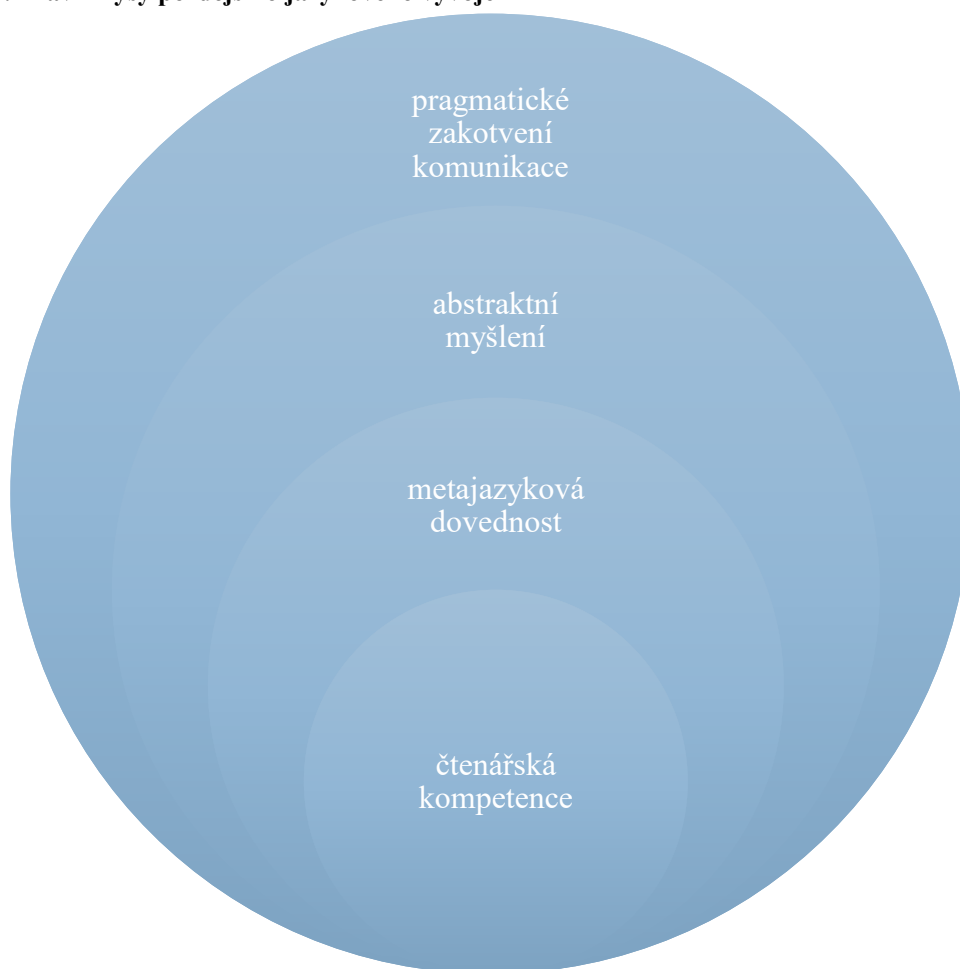 pragmatické
zakotvení
komunikace
abstraktní
myšlení
metajazyková
dovednost
čtenářská
kompetence